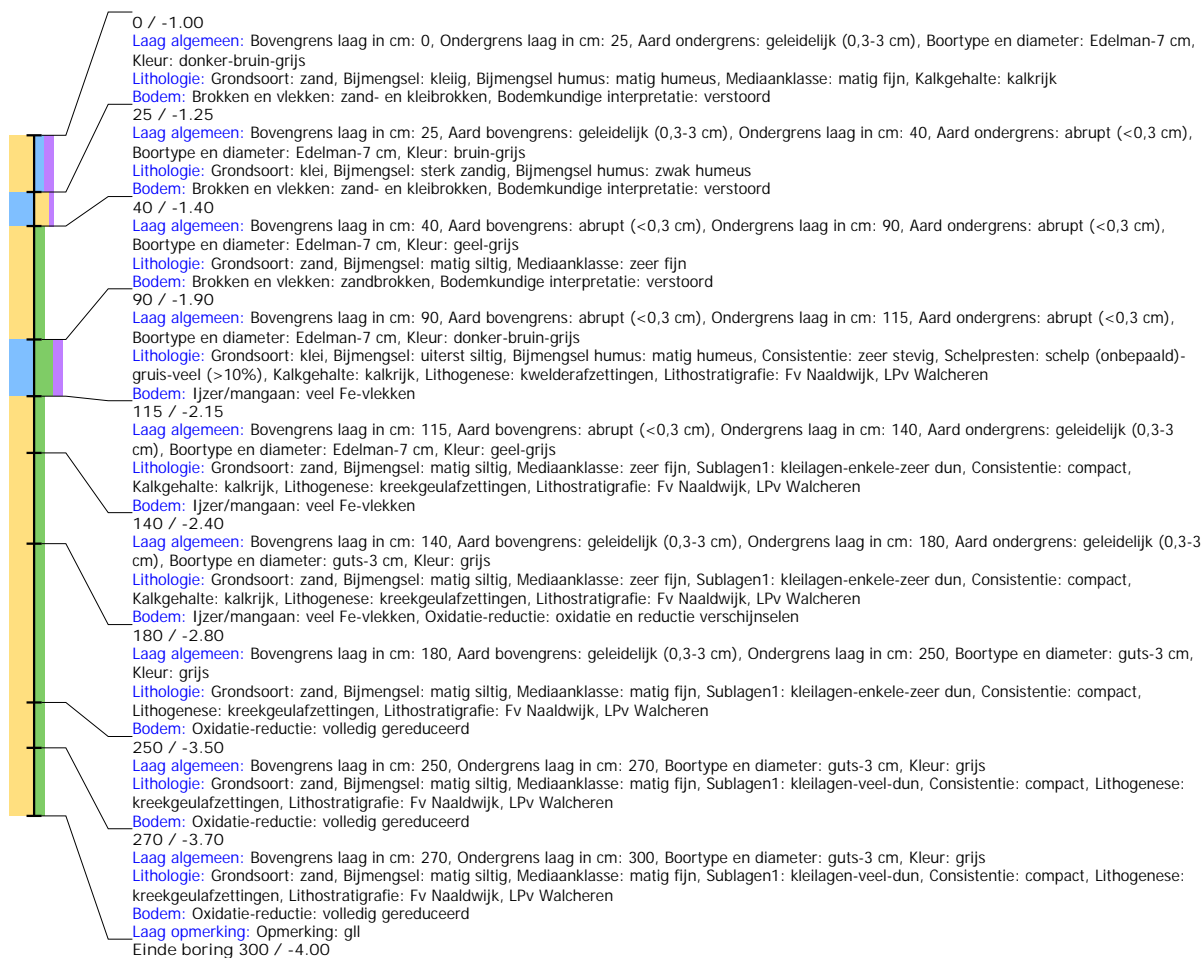 0 / -1.00
Laag algemeen: Bovengrens laag in cm: 0, Ondergrens laag in cm: 25, Aard ondergrens: geleidelijk (0,3-3 cm), Boortype en diameter: Edelman-7 cm,
Kleur: donker-bruin-grijs
Lithologie: Grondsoort: zand, Bijmengsel: kleiig, Bijmengsel humus: matig humeus, Mediaanklasse: matig fijn, Kalkgehalte: kalkrijk
Bodem: Brokken en vlekken: zand- en kleibrokken, Bodemkundige interpretatie: verstoord
25 / -1.25
Laag algemeen: Bovengrens laag in cm: 25, Aard bovengrens: geleidelijk (0,3-3 cm), Ondergrens laag in cm: 40, Aard ondergrens: abrupt (<0,3 cm),
Boortype en diameter: Edelman-7 cm, Kleur: bruin-grijs
Lithologie: Grondsoort: klei, Bijmengsel: sterk zandig, Bijmengsel humus: zwak humeus
Bodem: Brokken en vlekken: zand- en kleibrokken, Bodemkundige interpretatie: verstoord
40 / -1.40
Laag algemeen: Bovengrens laag in cm: 40, Aard bovengrens: abrupt (<0,3 cm), Ondergrens laag in cm: 90, Aard ondergrens: abrupt (<0,3 cm),
Boortype en diameter: Edelman-7 cm, Kleur: geel-grijs
Lithologie: Grondsoort: zand, Bijmengsel: matig siltig, Mediaanklasse: zeer fijn
Bodem: Brokken en vlekken: zandbrokken, Bodemkundige interpretatie: verstoord
90 / -1.90
Laag algemeen: Bovengrens laag in cm: 90, Aard bovengrens: abrupt (<0,3 cm), Ondergrens laag in cm: 115, Aard ondergrens: abrupt (<0,3 cm),
Boortype en diameter: Edelman-7 cm, Kleur: donker-bruin-grijs
Lithologie: Grondsoort: klei, Bijmengsel: uiterst siltig, Bijmengsel humus: matig humeus, Consistentie: zeer stevig, Schelpresten: schelp (onbepaald)-
gruis-veel (>10%), Kalkgehalte: kalkrijk, Lithogenese: kwelderafzettingen, Lithostratigrafie: Fv Naaldwijk, LPv Walcheren
Bodem: Ijzer/mangaan: veel Fe-vlekken
115 / -2.15
Laag algemeen: Bovengrens laag in cm: 115, Aard bovengrens: abrupt (<0,3 cm), Ondergrens laag in cm: 140, Aard ondergrens: geleidelijk (0,3-3
cm), Boortype en diameter: Edelman-7 cm, Kleur: geel-grijs
Lithologie: Grondsoort: zand, Bijmengsel: matig siltig, Mediaanklasse: zeer fijn, Sublagen1: kleilagen-enkele-zeer dun, Consistentie: compact,
Kalkgehalte: kalkrijk, Lithogenese: kreekgeulafzettingen, Lithostratigrafie: Fv Naaldwijk, LPv Walcheren
Bodem: Ijzer/mangaan: veel Fe-vlekken
140 / -2.40
Laag algemeen: Bovengrens laag in cm: 140, Aard bovengrens: geleidelijk (0,3-3 cm), Ondergrens laag in cm: 180, Aard ondergrens: geleidelijk (0,3-3
cm), Boortype en diameter: guts-3 cm, Kleur: grijs
Lithologie: Grondsoort: zand, Bijmengsel: matig siltig, Mediaanklasse: zeer fijn, Sublagen1: kleilagen-enkele-zeer dun, Consistentie: compact,
Kalkgehalte: kalkrijk, Lithogenese: kreekgeulafzettingen, Lithostratigrafie: Fv Naaldwijk, LPv Walcheren
Bodem: Ijzer/mangaan: veel Fe-vlekken, Oxidatie-reductie: oxidatie en reductie verschijnselen
180 / -2.80
Laag algemeen: Bovengrens laag in cm: 180, Aard bovengrens: geleidelijk (0,3-3 cm), Ondergrens laag in cm: 250, Boortype en diameter: guts-3 cm,
Kleur: grijs
Lithologie: Grondsoort: zand, Bijmengsel: matig siltig, Mediaanklasse: matig fijn, Sublagen1: kleilagen-enkele-zeer dun, Consistentie: compact,
Lithogenese: kreekgeulafzettingen, Lithostratigrafie: Fv Naaldwijk, LPv Walcheren
Bodem: Oxidatie-reductie: volledig gereduceerd
250 / -3.50
Laag algemeen: Bovengrens laag in cm: 250, Ondergrens laag in cm: 270, Boortype en diameter: guts-3 cm, Kleur: grijs
Lithologie: Grondsoort: zand, Bijmengsel: matig siltig, Mediaanklasse: matig fijn, Sublagen1: kleilagen-veel-dun, Consistentie: compact, Lithogenese:
kreekgeulafzettingen, Lithostratigrafie: Fv Naaldwijk, LPv Walcheren
Bodem: Oxidatie-reductie: volledig gereduceerd
270 / -3.70
Laag algemeen: Bovengrens laag in cm: 270, Ondergrens laag in cm: 300, Boortype en diameter: guts-3 cm, Kleur: grijs
Lithologie: Grondsoort: zand, Bijmengsel: matig siltig, Mediaanklasse: matig fijn, Sublagen1: kleilagen-veel-dun, Consistentie: compact, Lithogenese:
kreekgeulafzettingen, Lithostratigrafie: Fv Naaldwijk, LPv Walcheren
Bodem: Oxidatie-reductie: volledig gereduceerd
Laag opmerking: Opmerking: gll
Einde boring 300 / -4.00